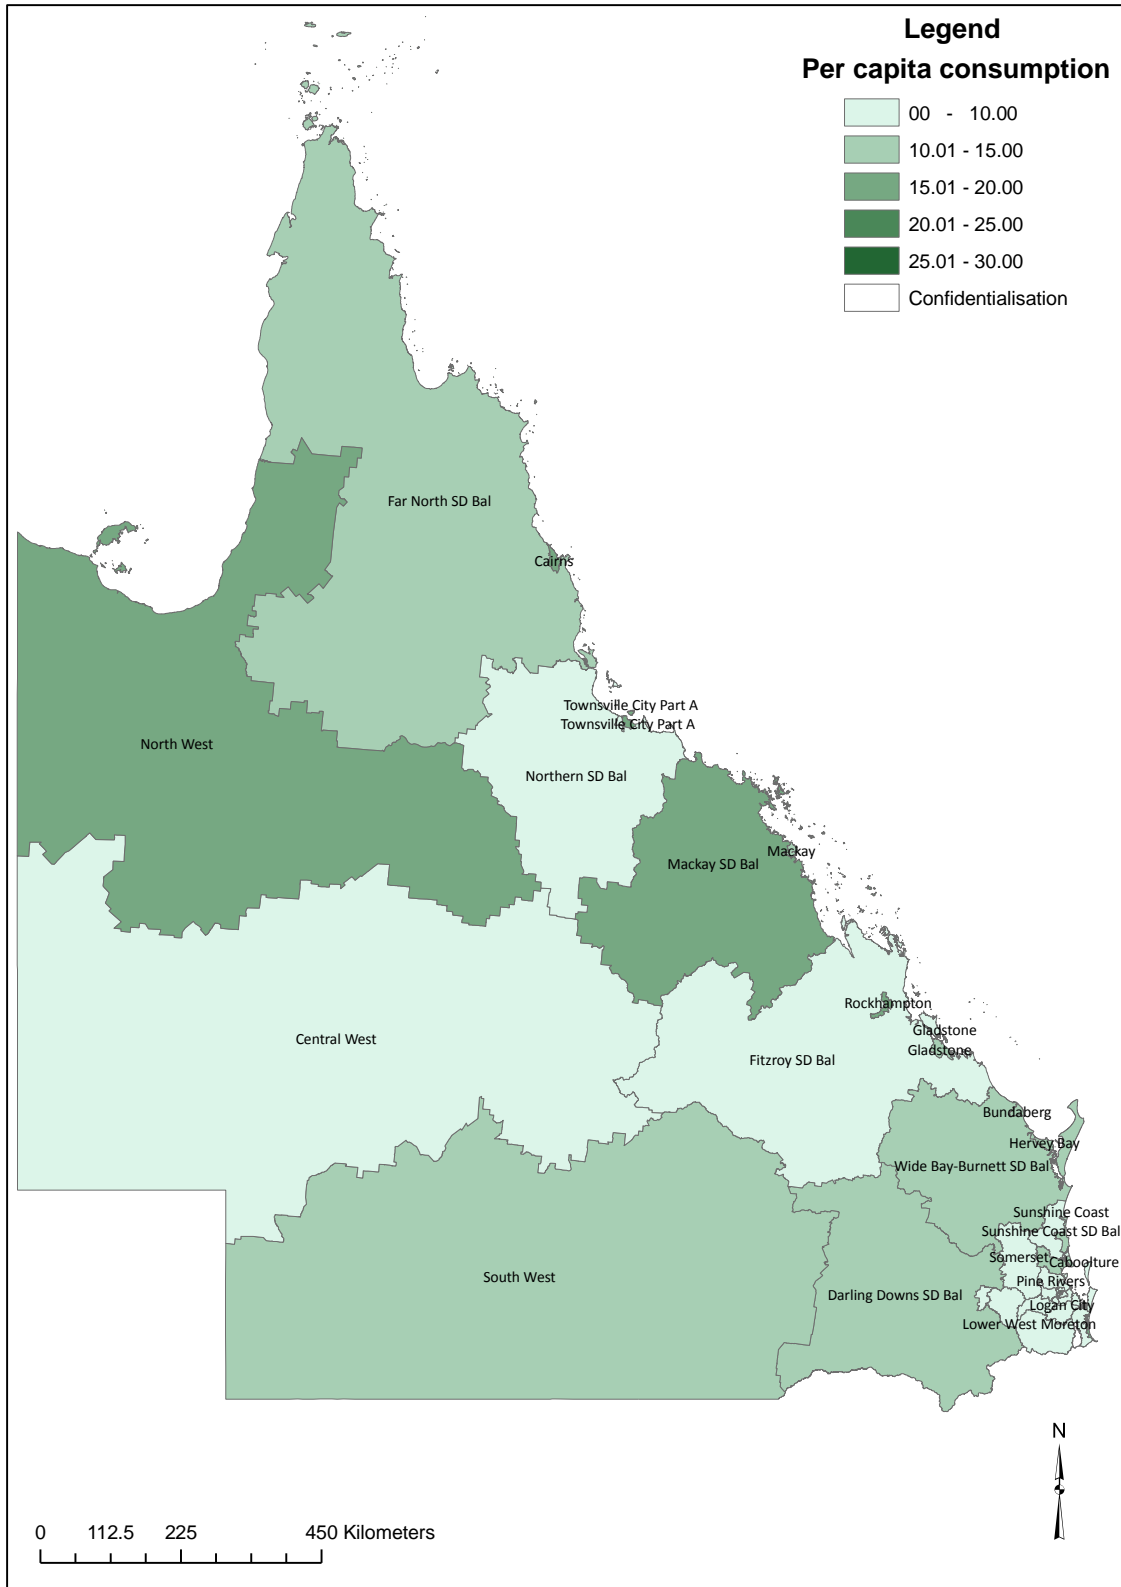 Legend
Per capita consumption
00 - 10.00
10.01 - 15.00
15.01 - 20.00
20.01 - 25.00
25.01 - 30.00
Confidentialisation
Far North SD Bal
Cairns
Townsville City Part A
Townsville City Part A
North West
Northern SD Bal
Mackay
Mackay SD Bal
Rockhampton
Gladstone
Central West
Gladstone
Fitzroy SD Bal
Bundaberg
Hervey Bay
Wide Bay-Burnett SD Bal
Sunshine Coast
Sunshine Coast SD Bal
Somerset
Caboolture
South West
Pine Rivers
Darling Downs SD Bal
Logan City
Lower West Moreton
N
0 112.5 225 450 Kilometers